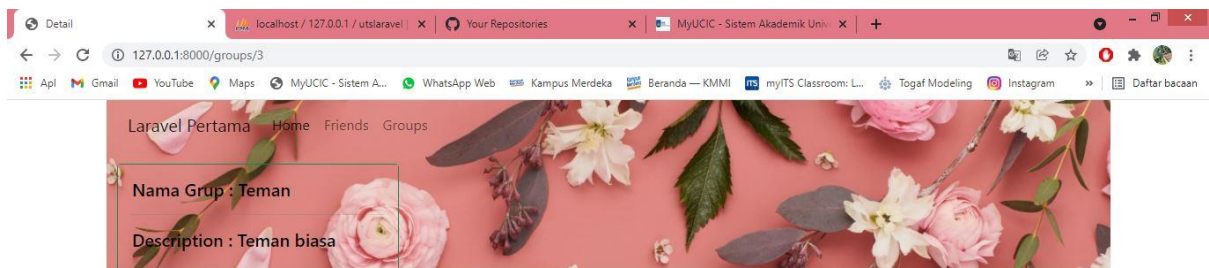 Detail localhost / 127.0.0.1 / utslaravel | Your Repositories MyUCIC - Sistem Akademik Univ
127.0.0.1:8000/groups/3
Apl Gmail YouTube Maps MyUCIC - Sistem A... WhatsApp Web Kampus Merdeka Beranda — KMMI myITS Classroom: L... Togaf Modeling Instagram » Daftar bacaan
Laravel Pertama Home Friends Groups
Nama Grup : Teman
Description : Teman biasa